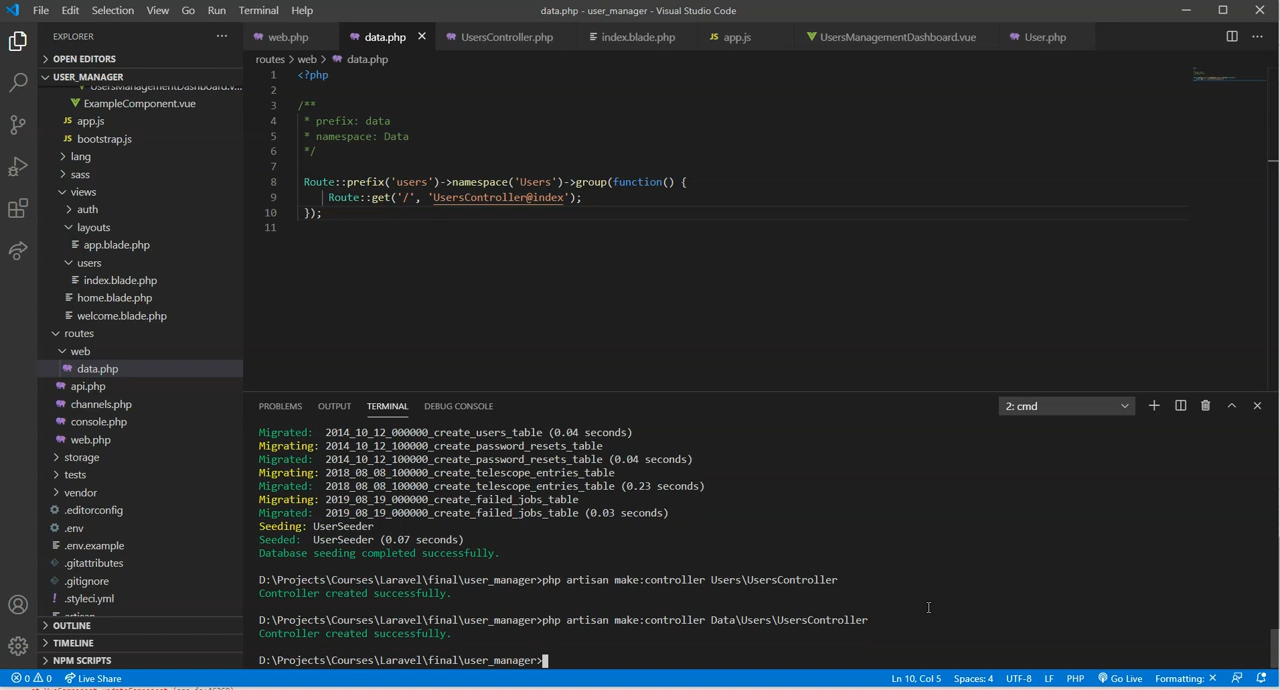 File Edit Selection View Go Run Terminal Help
data.php - user_manager - Visual Studio Code
EXPLORER
web.php
data.php
UsersController.php
index.blade.php
JS app.js
UsersManagementDashboard.vue
User.php
OPEN EDITORS
USER_MANAGER
UsersManagementDashboard.v...
ExampleComponent.vue
JS app.js
JS bootstrap.js
lang
sass
views
auth
layouts
app.blade.php
users
index.blade.php
home.blade.php
welcome.blade.php
routes
web
data.php
api.php
channels.php
console.php
web.php
storage
tests
vendor
.editorconfig
.env
.env.example
.gitattributes
.gitignore
! .styleci.yml
artisan
OUTLINE
TIMELINE
NPM SCRIPTS
routes > web > data.php
1 <?php
2
3 /**
4 * prefix: data
5 * namespace: Data
6 */
7
8 Route::prefix('users')->namespace('Users')->group(function() {
9 Route::get('/', 'UsersController@index');
10 });
11
PROBLEMS OUTPUT TERMINAL DEBUG CONSOLE
2: cmd
Migrated: 2014_10_12_000000_create_users_table (0.04 seconds)
Migrating: 2014_10_12_100000_create_password_resets_table
Migrated: 2014_10_12_100000_create_password_resets_table (0.04 seconds)
Migrating: 2018_08_08_100000_create_telescope_entries_table
Migrated: 2018_08_08_100000_create_telescope_entries_table (0.23 seconds)
Migrating: 2019_08_19_000000_create_failed_jobs_table
Migrated: 2019_08_19_000000_create_failed_jobs_table (0.03 seconds)
Seeding: UserSeeder
Seeded: UserSeeder (0.07 seconds)
Database seeding completed successfully.
D:\Projects\Courses\Laravel\final\user_manager>php artisan make:controller Users\UsersController
Controller created successfully.
D:\Projects\Courses\Laravel\final\user_manager>php artisan make:controller Data\Users\UsersController
Controller created successfully.
D:\Projects\Courses\Laravel\final\user_manager>
0 0 Live Share
Ln 10, Col 5 Spaces: 4 UTF-8 LF PHP Go Live Formatting: ×